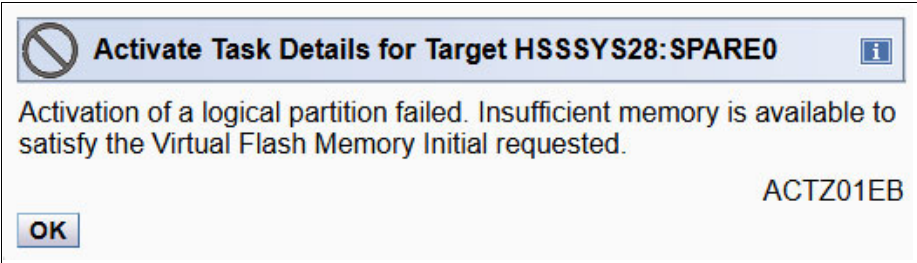 Activate Task Details for Target HSSSYS28:SPARE0
i
Activation of a logical partition failed. Insufficient memory is available to
satisfy the Virtual Flash Memory Initial requested.
ACTZ01EB
OK